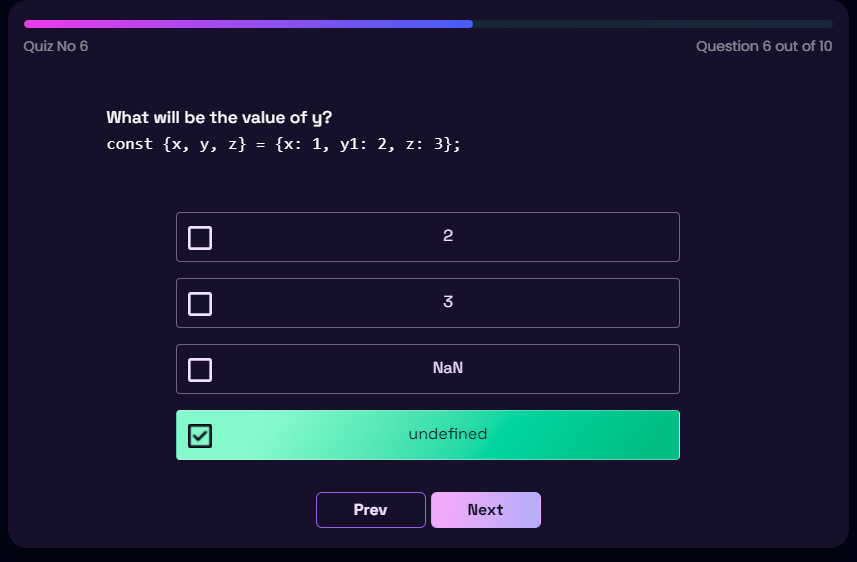 Quiz No 6
Question 6 out of 10
What will be the value of y?
const {x, y, z} = {x: 1, y1: 2, z: 3};
2
3
NaN
undefined
Prev
Next